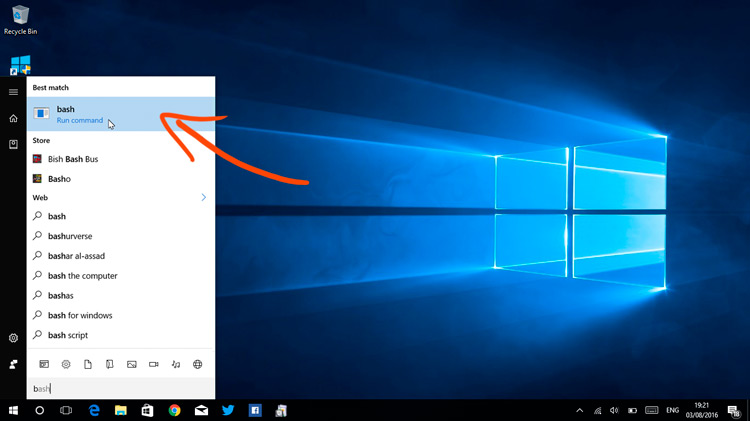 Recycle Bin
Best match
bash
Run command
Store
Bish Bash Bus
Basho
Web
bash
bashurverse
bashar al-assad
bash the computer
bashas
bash for windows
bash script
bash
19:21
03/08/2016
18